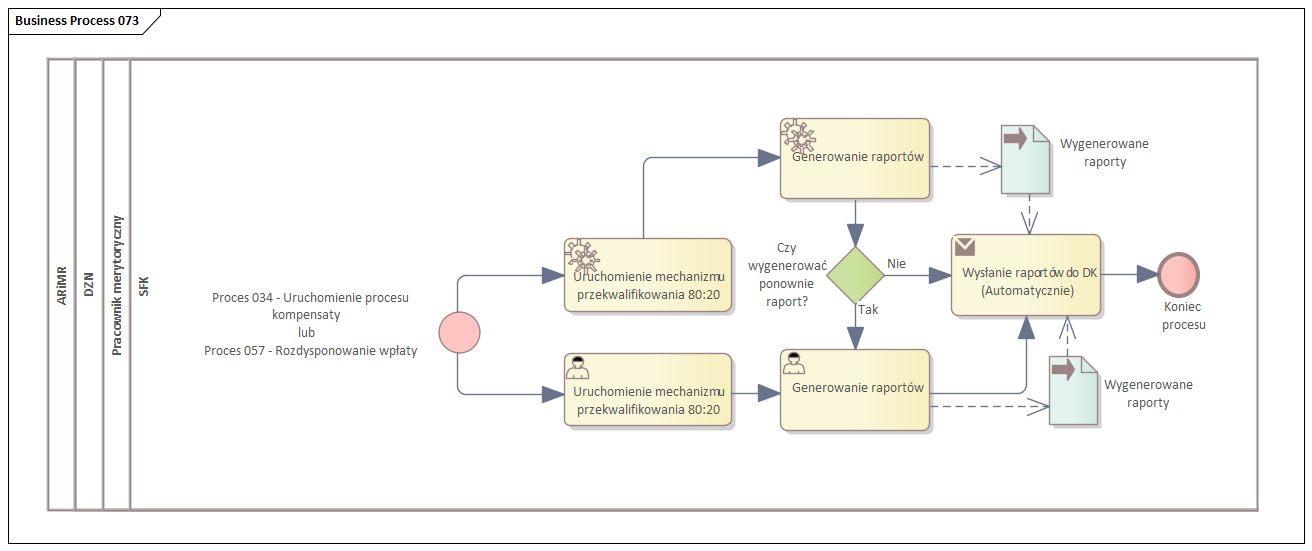 Business Process 073
ARiMR
DZN
Pracownik merytoryczny
SFK
Proces 034 - Uruchomienie procesu
kompensaty
lub
Proces 057 - Rozdysponowanie wpłaty
Uruchomienie mechanizmu
przekwalifikowania 80:20
Uruchomienie mechanizmu
przekwalifikowania 80:20
Generowanie raportów
Wygenerowane
raporty
Czy
wygenerować
ponownie
raport?
Nie
Tak
Wysłanie raportów do DK
(Automatycznie)
Koniec
procesu
Generowanie raportów
Wygenerowane
raporty